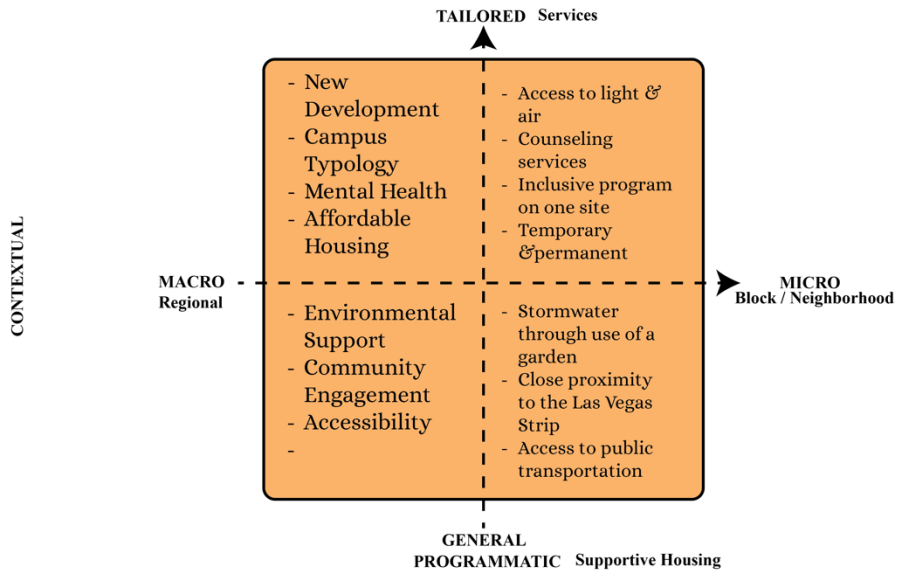 TAILORED Services
- New
Development
- Campus
Typology
- Mental Health
- Affordable
Housing
- Access to light &
air
- Counseling
services
- Inclusive program
on one site
- Temporary
&permanent
CONTEXTUAL
MACRO
Regional
MICRO
Block / Neighborhood
- Environmental
Support
- Community
Engagement
- Accessibility
-
- Stormwater
through use of a
garden
- Close proximity
to the Las Vegas
Strip
- Access to public
transportation
GENERAL
PROGRAMMATIC Supportive Housing